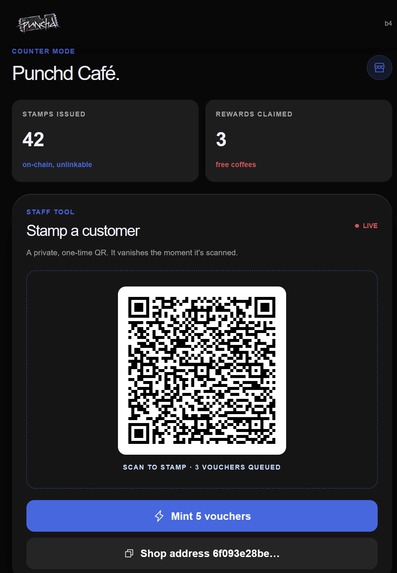 Punchd
b4
COUNTER MODE
Punchd Café.
STAMPS ISSUED
42
on-chain, unlinkable
REWARDS CLAIMED
3
free coffees
STAFF TOOL
Stamp a customer
LIVE
A private, one-time QR. It vanishes the moment it's scanned.
SCAN TO STAMP · 3 VOUCHERS QUEUED
Mint 5 vouchers
Shop address 6f093e28be...